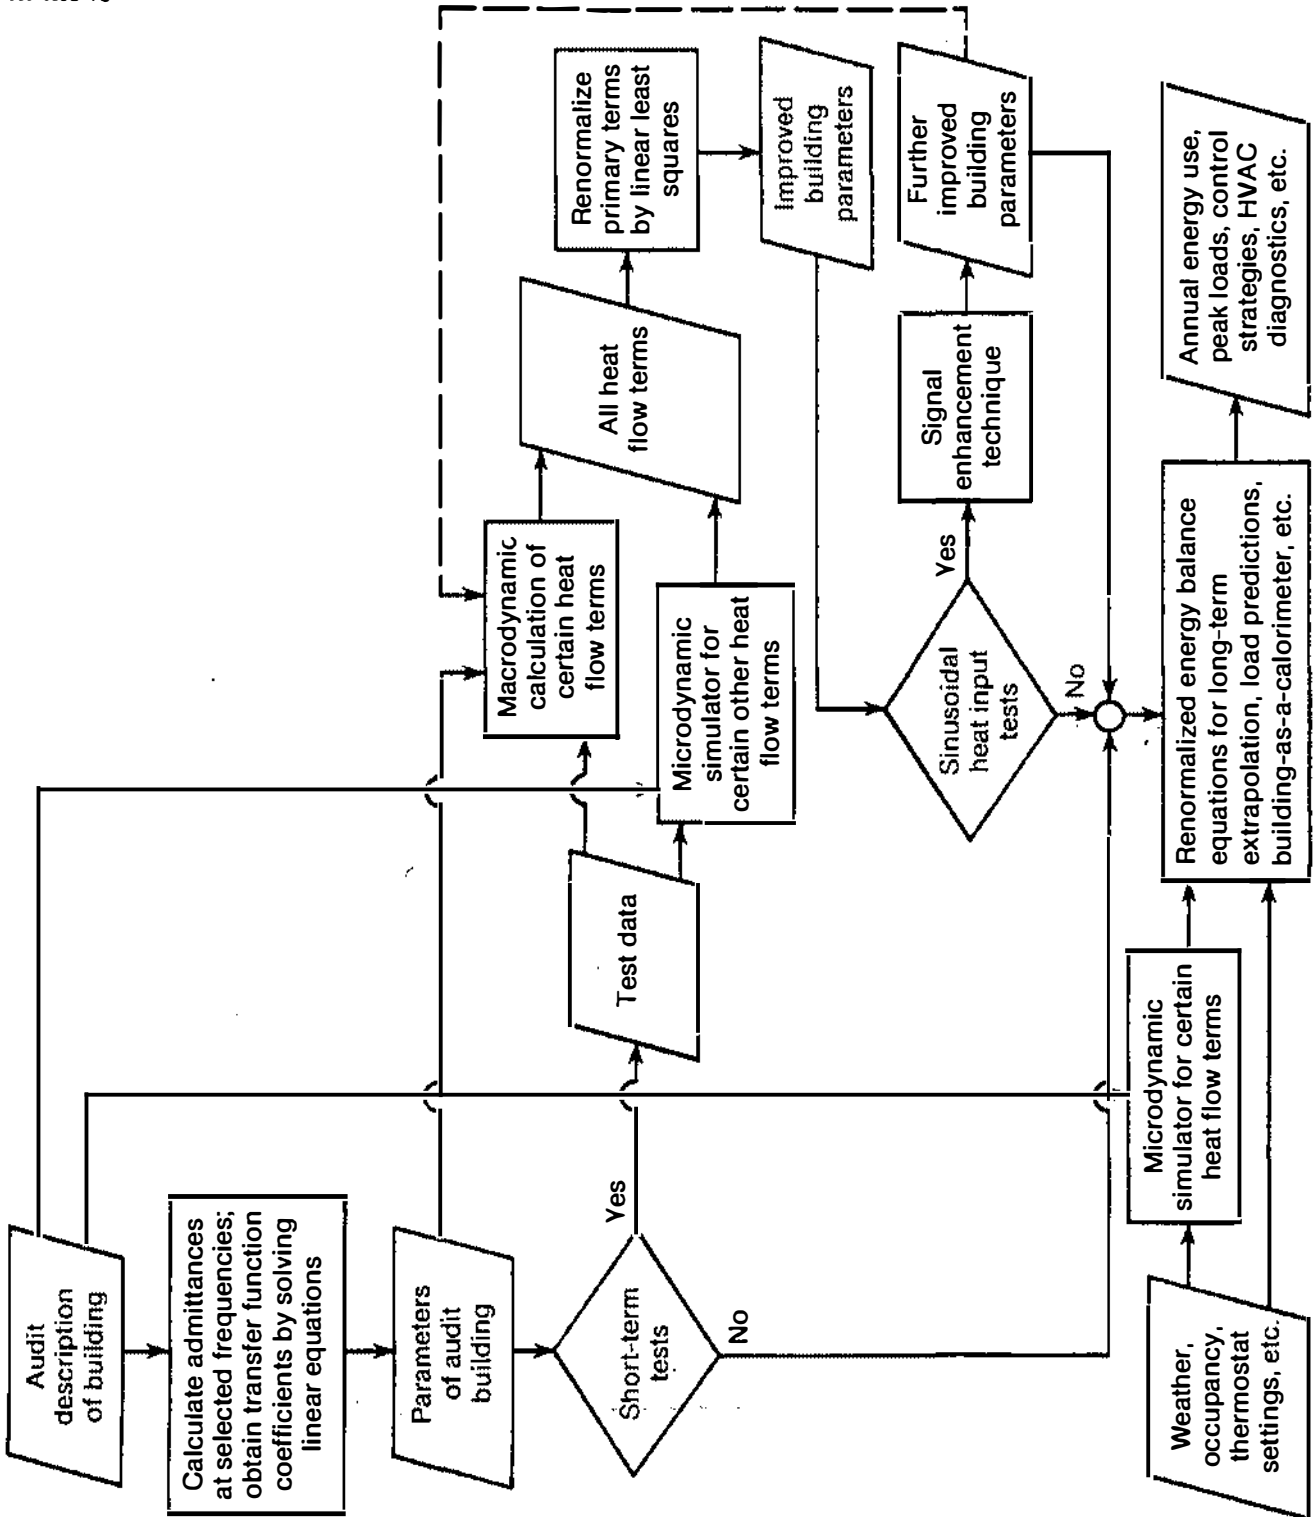 Audit
description
of building
Calculate admittances
at selected frequencies;
obtain transfer function
coefficients by solving
linear equations
Parameters
of audit
building
Short-term
tests
Yes
No
Test data
Macrodynamic
calculation of
certain heat
flow terms
Microdynamic
simulator for
certain other heat
flow terms
All heat
flow terms
Renormalize
primary terms
by linear least
squares
Improved
building
parameters
Sinusoidal
heat input
tests
Yes
No
Signal
enhancement
technique
Further
improved
building
parameters
Weather,
occupancy,
thermostat
settings, etc.
Microdynamic
simulator for certain
heat flow terms
Renormalized energy balance
equations for long-term
extrapolation, load predictions,
building-as-a-calorimeter, etc.
Annual energy use,
peak loads, control
strategies, HVAC
diagnostics, etc.